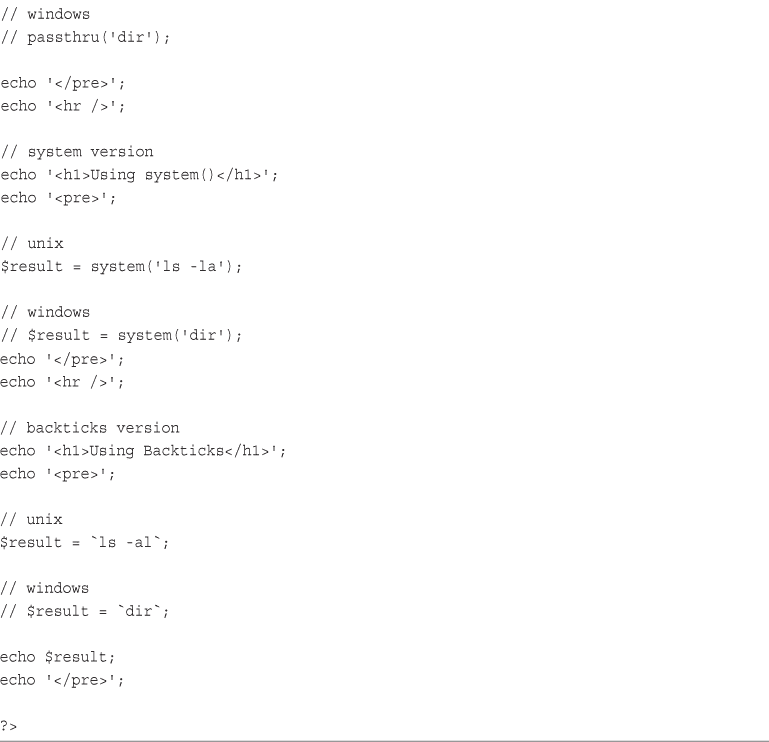 // windows
// passthru('dir');

echo '</pre>';
echo '<hr />';

// system version
echo '<h1>Using system()</h1>';
echo '<pre>';

// unix
$result = system('ls -la');

// windows
// $result = system('dir');
echo '</pre>';
echo '<hr />';

// backticks version
echo '<h1>Using Backticks</h1>';
echo '<pre>';

// unix
$result = `ls -al`;

// windows
// $result = `dir`;

echo $result;
echo '</pre>';

?>